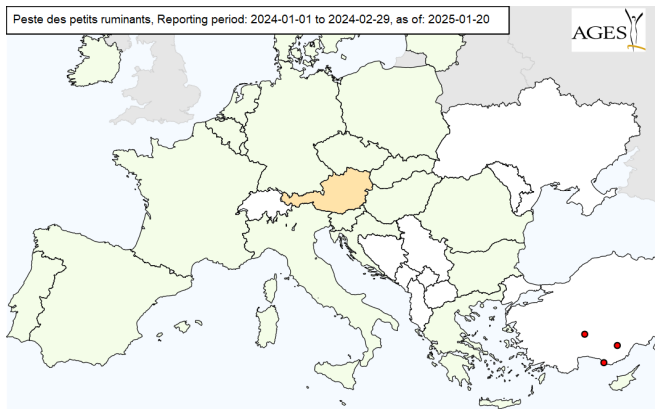 Peste des petits ruminants, Reporting period: 2024-01-01 to 2024-02-29, as of: 2025-01-20
AGES